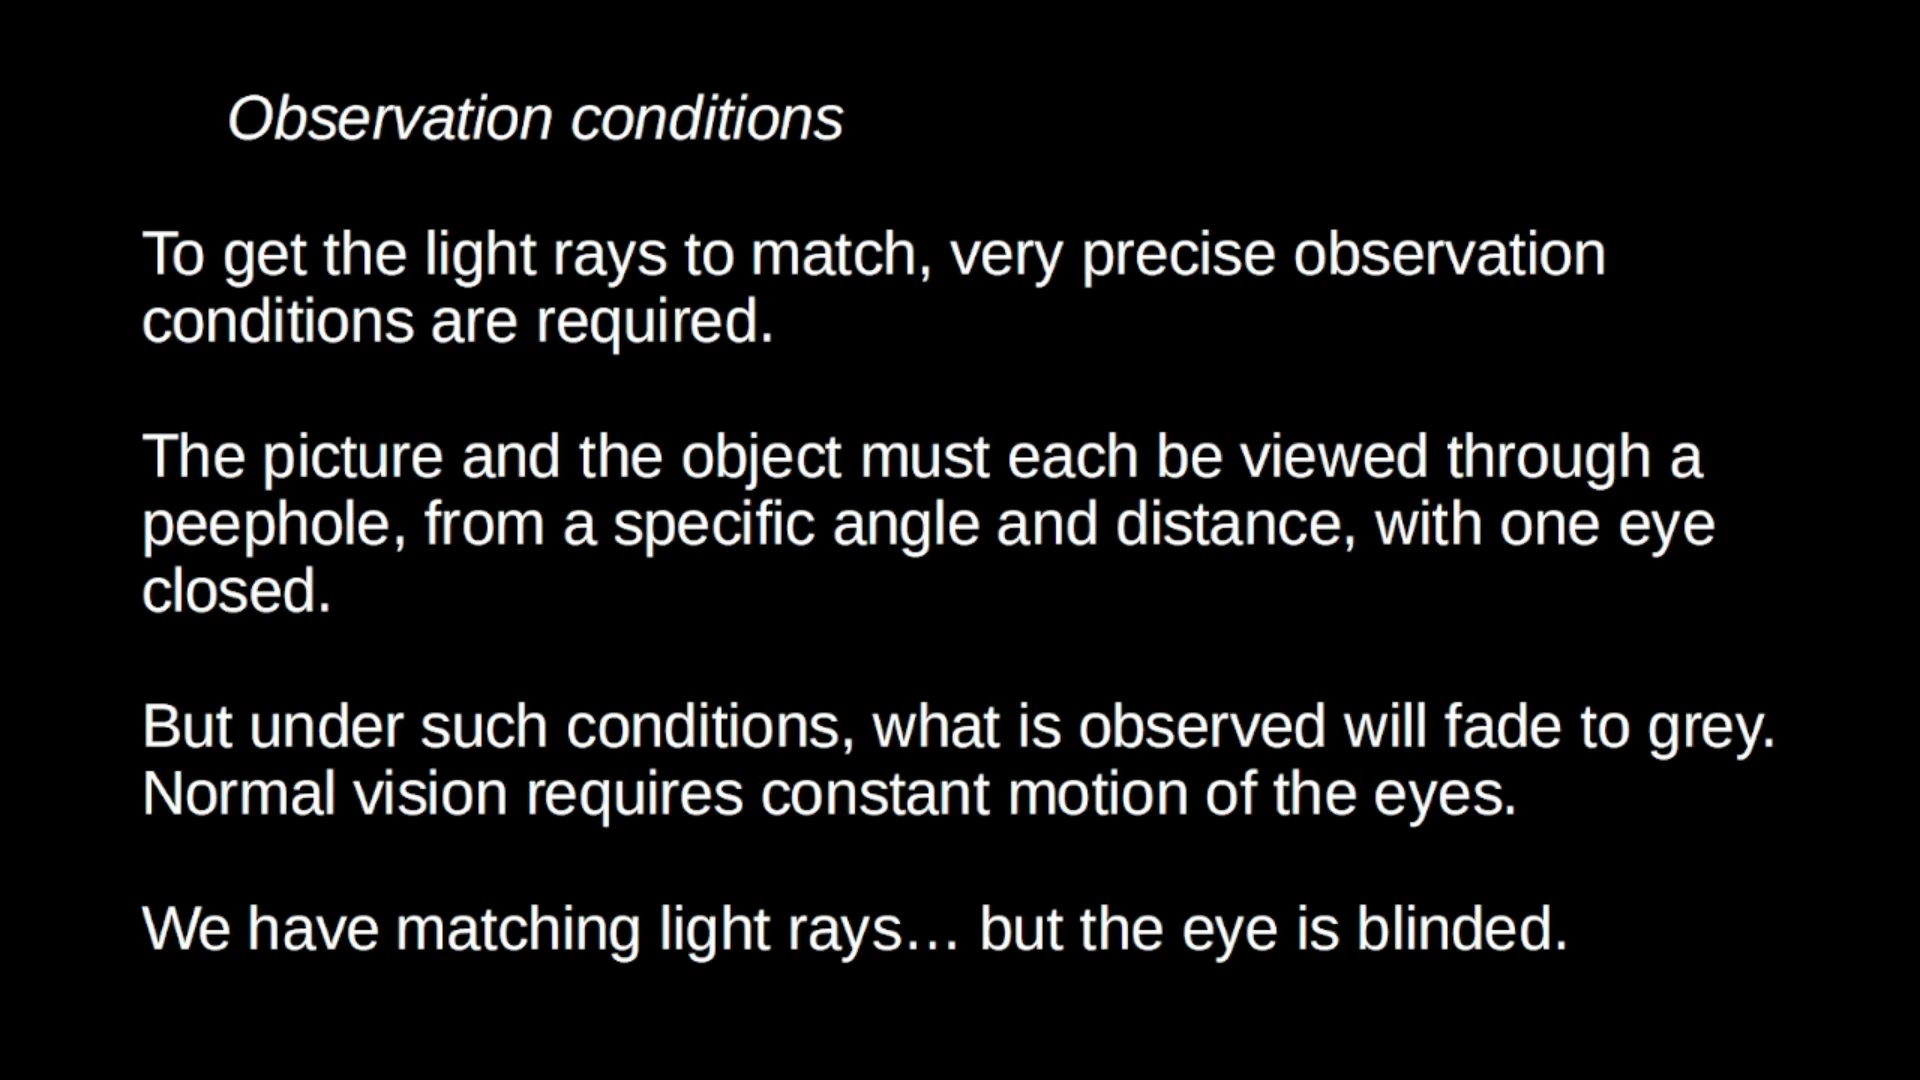 Observation conditions
To get the light rays to match, very precise observation
conditions are required.
The picture and the object must each be viewed through a
peephole, from a specific angle and distance, with one eye
closed.
But under such conditions, what is observed will fade to grey.
Normal vision requires constant motion of the eyes.
We have matching light rays… but the eye is blinded.